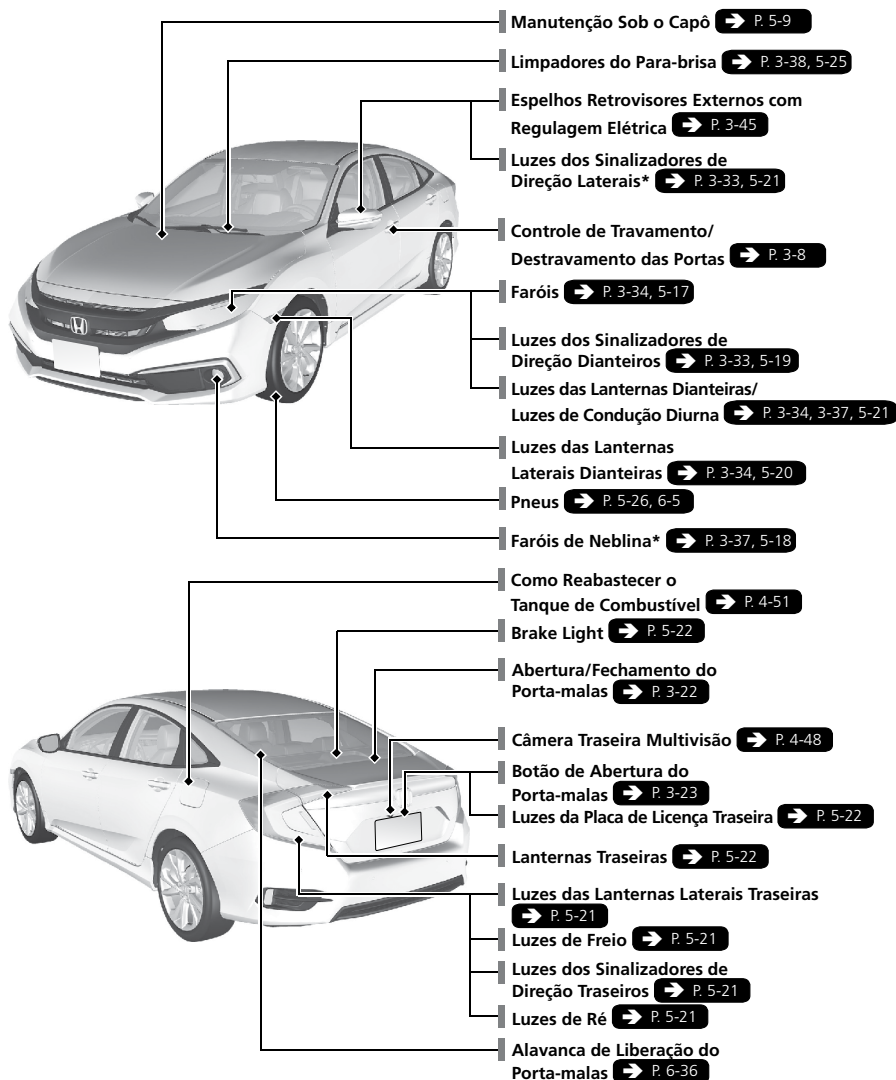 Manutenção Sob o Capô P. 5-9
Limpadores do Para-brisa P. 3-38, 5-25
Espelhos Retrovisores Externos com
Regulagem Elétrica P. 3-45
Luzes dos Sinalizadores de
Direção Laterais* P. 3-33, 5-21
Controle de Travamento/
Destravamento das Portas P. 3-8
Faróis P. 3-34, 5-17
Luzes dos Sinalizadores de
Direção Dianteiros P. 3-33, 5-19
Luzes das Lanternas Dianteiras/
Luzes de Condução Diurna P. 3-34, 3-37, 5-21
Luzes das Lanternas
Laterais Dianteiras P. 3-34, 5-20
Pneus P. 5-26, 6-5
Faróis de Neblina* P. 3-37, 5-18
Como Reabastecer o
Tanque de Combustível P. 4-51
Brake Light P. 5-22
Abertura/Fechamento do
Porta-malas P. 3-22
Câmera Traseira Multivisão P. 4-48
Botão de Abertura do
Porta-malas P. 3-23
Luzes da Placa de Licença Traseira P. 5-22
Lanternas Traseiras P. 5-22
Luzes das Lanternas Laterais Traseiras
P. 5-21
Luzes de Freio P. 5-21
Luzes dos Sinalizadores de
Direção Traseiros P. 5-21
Luzes de Ré P. 5-21
Alavanca de Liberação do
Porta-malas P. 6-36